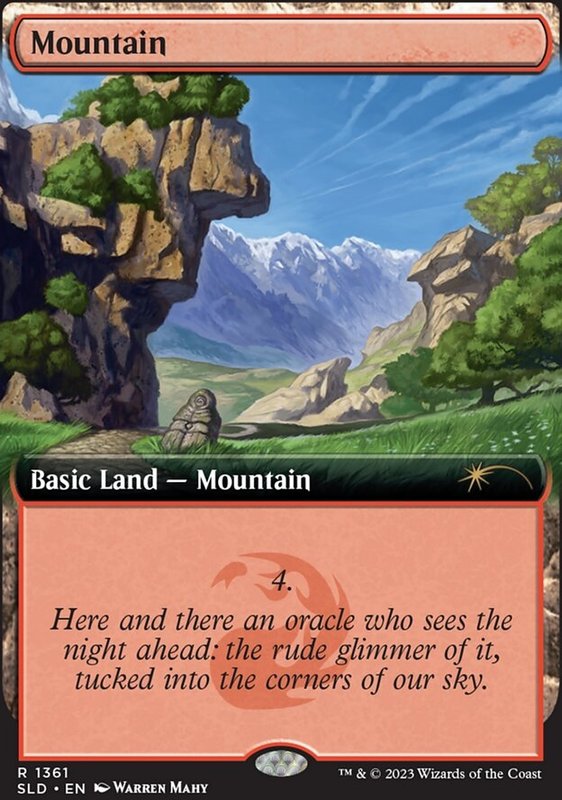 Mountain
Basic Land — Mountain
4.
Here and there an oracle who sees the
night ahead: the rude glimmer of it,
tucked into the corners of our sky.
R 1361
SLD • EN Warren Mahy
™ & © 2023 Wizards of the Coast